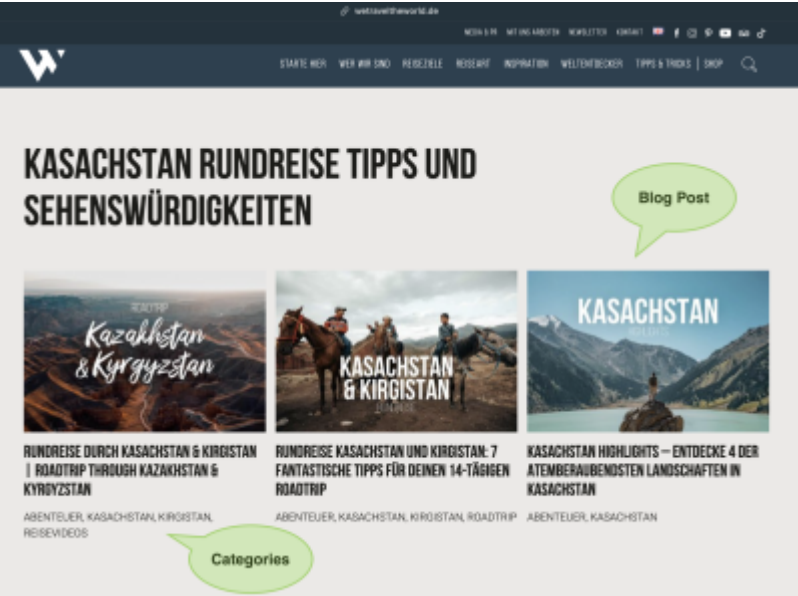 wetraveltheworld.de
MEDIA & PR MIT UNS ARBEITEN NEWSLETTER KONTAKT
STARTE HIER WER WIR SIND REISEZIELE REISEART INSPIRATION WELTENTDECKER TIPPS & TRICKS | SHOP
KASACHSTAN RUNDREISE TIPPS UND
SEHENSWÜRDIGKEITEN
Blog Post
ROADTRIP
Kazakhstan
& Kyrgyzstan
KASACHSTAN
& KIRGISTAN
RUNDREISE
KASACHSTAN
HIGHLIGHTS
RUNDREISE DURCH KASACHSTAN & KIRGISTAN
| ROADTRIP THROUGH KAZAKHSTAN &
KYRGYZSTAN
ABENTEUER, KASACHSTAN, KIRGISTAN,
REISEVIDEOS
RUNDREISE KASACHSTAN UND KIRGISTAN: 7
FANTASTISCHE TIPPS FÜR DEINEN 14-TÄGIGEN
ROADTRIP
ABENTEUER, KASACHSTAN, KIRGISTAN, ROADTRIP
KASACHSTAN HIGHLIGHTS – ENTDECKE 4 DER
ATEMBERAUBENDSTEN LANDSCHAFTEN IN
KASACHSTAN
ABENTEUER, KASACHSTAN
Categories